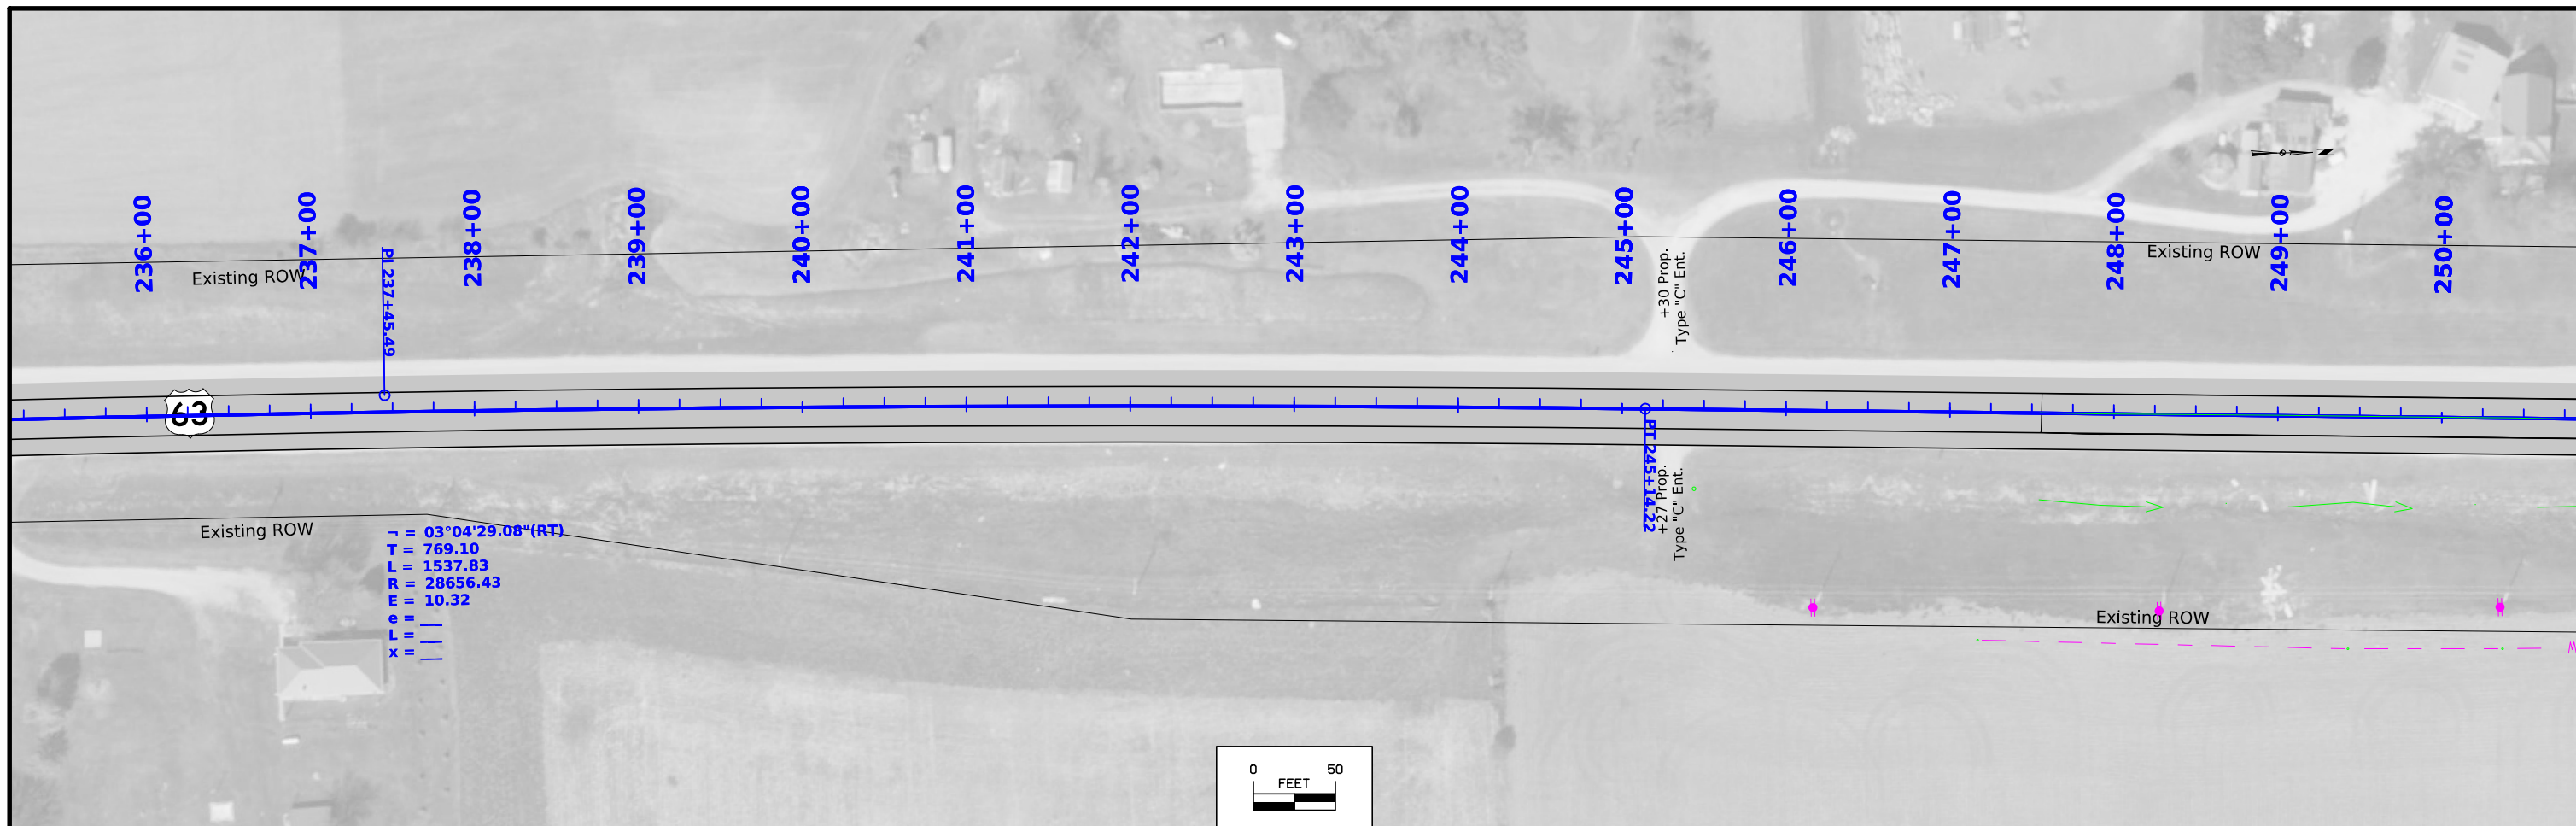 236+00
237+00
238+00
239+00
240+00
241+00
242+00
243+00
244+00
245+00
246+00
247+00
248+00
249+00
250+00
Existing ROW
Existing ROW
PI 237+45.49
+30 Prop.
Type "C" Ent.
N
63
PT 245+14.22
+27 Prop.
Type "C" Ent.
Existing ROW
¬ = 03°04'29.08"(RT)
T = 769.10
L = 1537.83
R = 28656.43
E = 10.32
e = __
L = __
x = __
Existing ROW
0 50
FEET